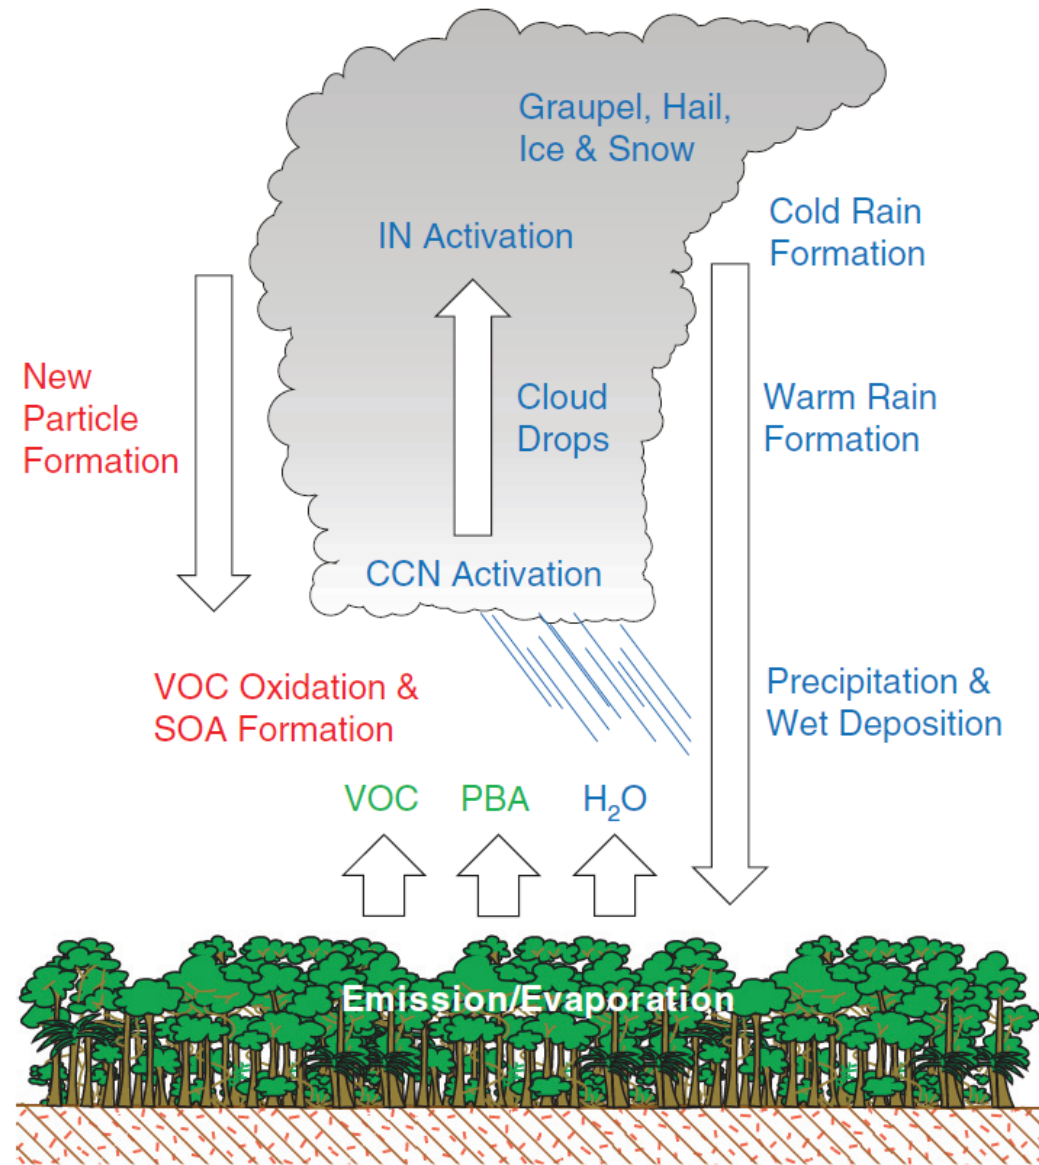 Graupel, Hail,
Ice & Snow
Cold Rain
Formation
IN Activation
New
Particle
Formation
Cloud
Drops
Warm Rain
Formation
CCN Activation
VOC Oxidation &
SOA Formation
Precipitation &
Wet Deposition
VOC
PBA
H₂O
Emission/Evaporation